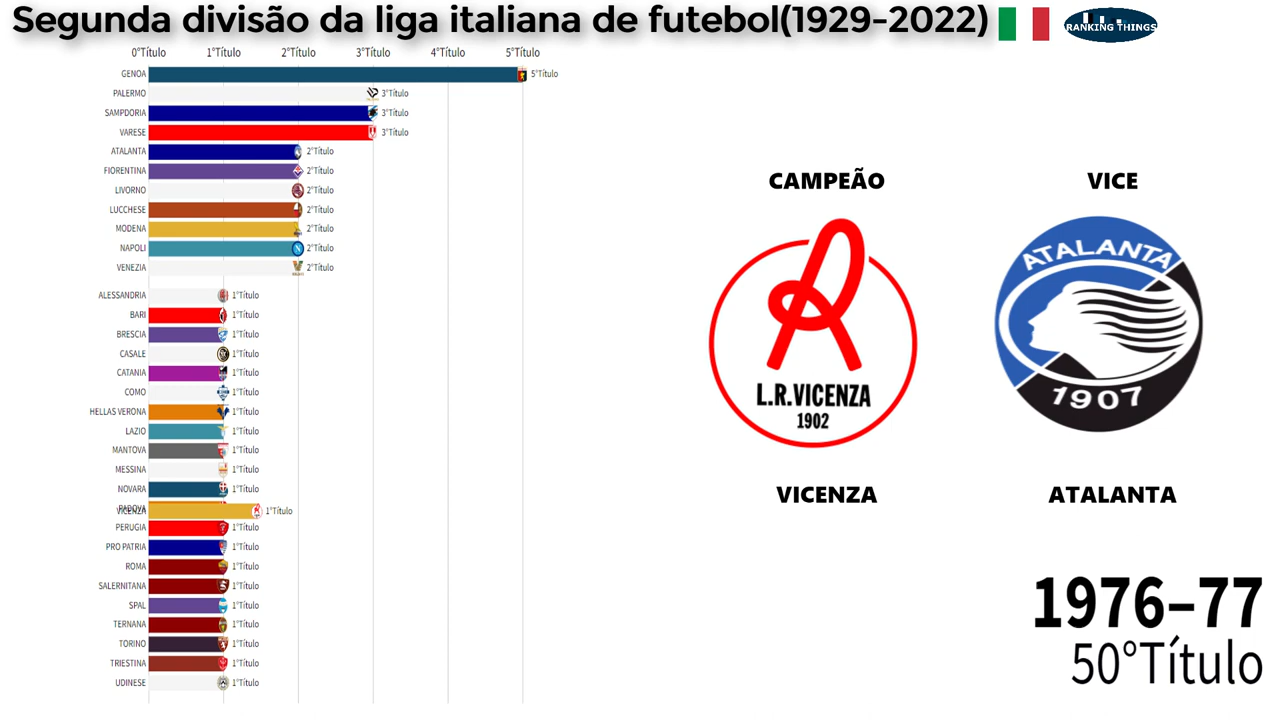 Segunda divisão da liga italiana de futebol(1929–2022)
RANKING THINGS
0°Título 1°Título 2°Título 3°Título 4°Título 5°Título
GENOA 5°Título
PALERMO 3°Título
SAMPDORIA 3°Título
VARESE 3°Título
ATALANTA 2°Título
FIORENTINA 2°Título
LIVORNO 2°Título
LUCCHESE 2°Título
MODENA 2°Título
NAPOLI 2°Título
VENEZIA 2°Título
ALESSANDRIA 1°Título
BARI 1°Título
BRESCIA 1°Título
CASALE 1°Título
CATANIA 1°Título
COMO 1°Título
HELLAS VERONA 1°Título
LAZIO 1°Título
MANTOVA 1°Título
MESSINA 1°Título
NOVARA 1°Título
PADOVA
VICENZA 1°Título
PERUGIA 1°Título
PRO PATRIA 1°Título
ROMA 1°Título
SALERNITANA 1°Título
SPAL 1°Título
TERNANA 1°Título
TORINO 1°Título
TRIESTINA 1°Título
UDINESE 1°Título
CAMPEÃO
L.R.VICENZA
1902
VICENZA
VICE
ATALANTA
1907
ATALANTA
1976–77
50°Título